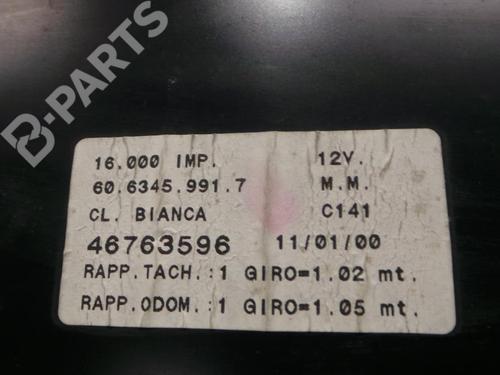 B-PARTS
16.000 IMP. 12V.
60.6345.991.7 M.M.
CL. BIANCA C141
46763596 11/01/00
RAPP.TACH.:1 GIRO=1.02 mt.
RAPP.ODOM.:1 GIRO=1.05 mt.